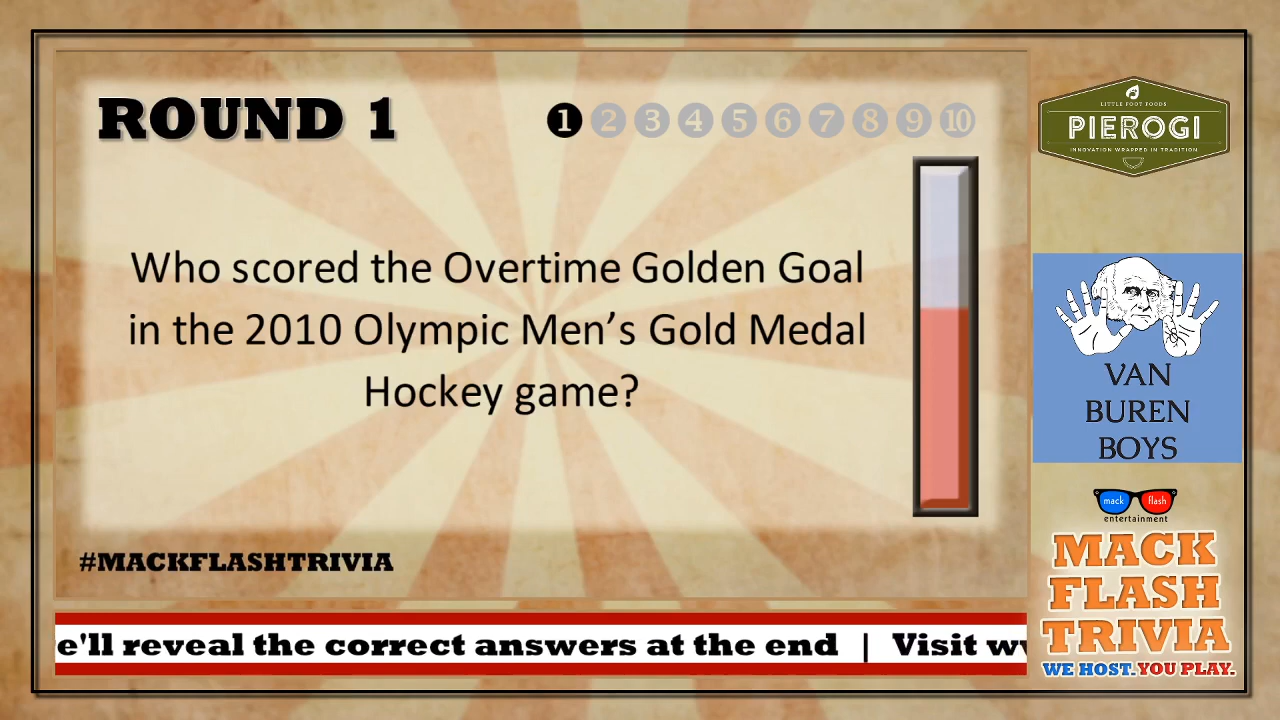 ROUND 1
1 2 3 4 5 6 7 8 9 10
Who scored the Overtime Golden Goal
in the 2010 Olympic Men’s Gold Medal
Hockey game?
#MACKFLASHTRIVIA
e'll reveal the correct answers at the end | Visit w
LITTLE FOOT FOODS
PIEROGI
INNOVATION WRAPPED IN TRADITION
VAN
BUREN
BOYS
mack flash
entertainment
MACK
FLASH
TRIVIA
WE HOST. YOU PLAY.